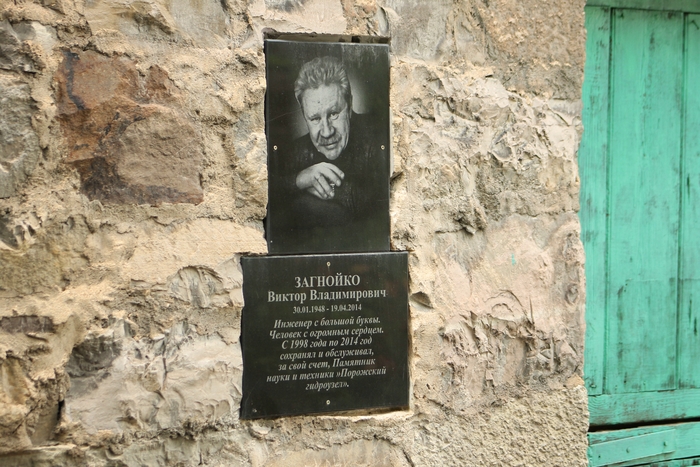 ЗАГНОЙКО
Виктор Владимирович
30.01.1948 - 19.04.2014
Инженер с большой буквы.
Человек с огромным сердцем.
С 1998 года по 2014 год
сохранял и обслуживал,
за свой счет, Памятник
науки и техники »Порожский
гидроузел».